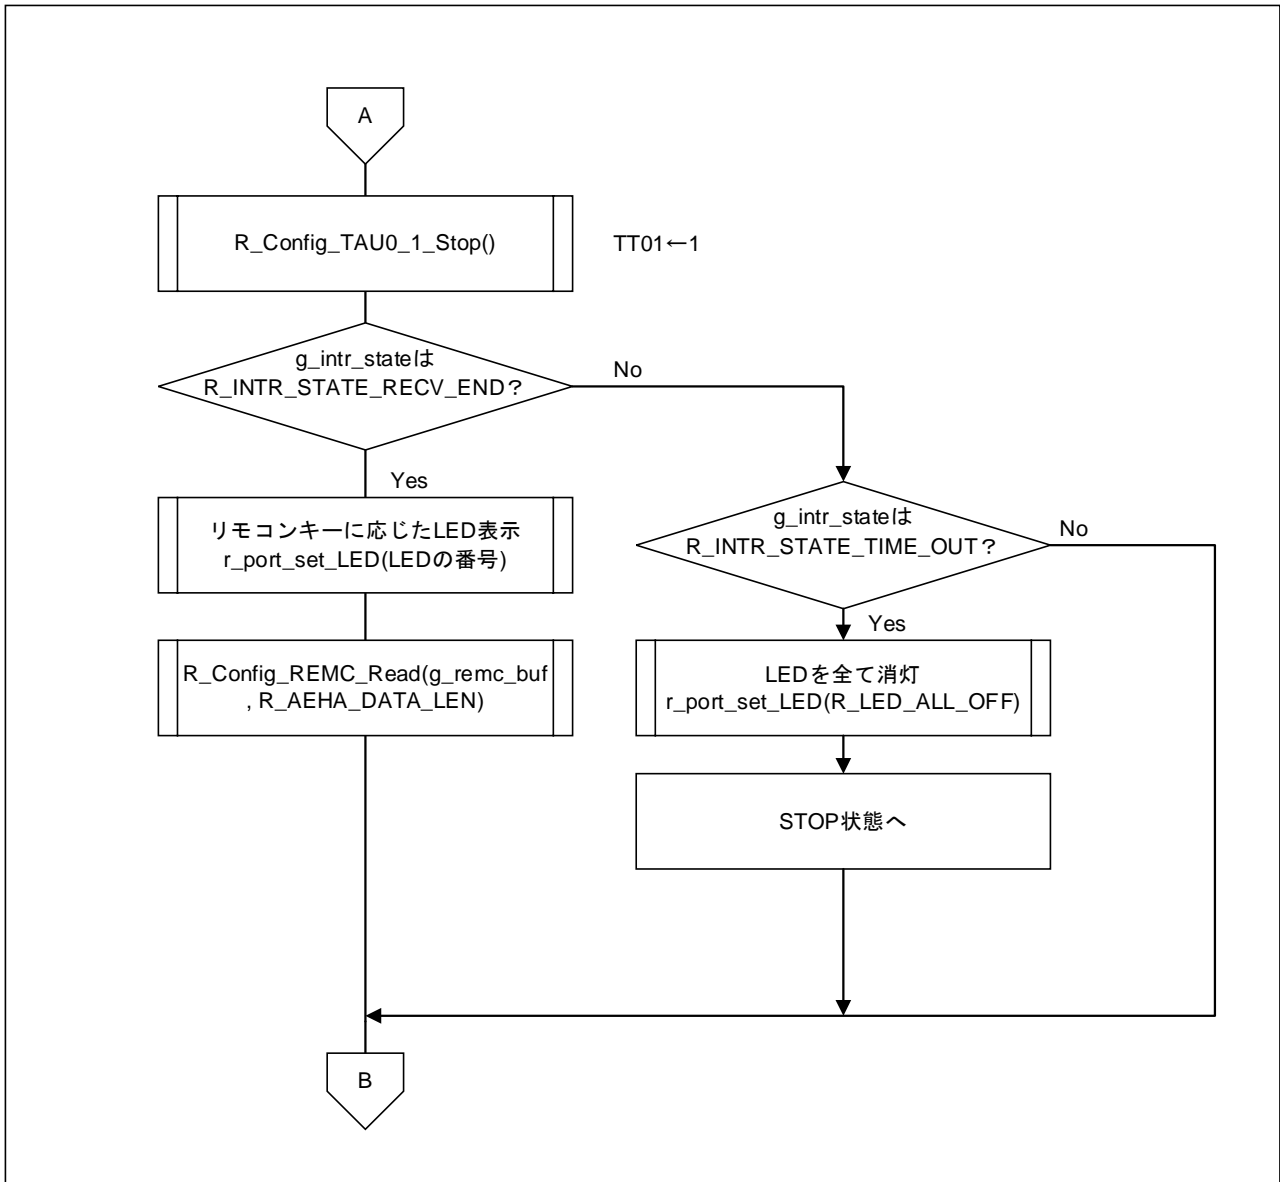 A
R_Config_TAU0_1_Stop()
TT01←1
g_intr_stateは
R_INTR_STATE_RECV_END?
No
Yes
リモコンキーに応じたLED表示
r_port_set_LED(LEDの番号)
g_intr_stateは
R_INTR_STATE_TIME_OUT?
No
Yes
R_Config_REMC_Read(g_remc_buf
, R_AEHA_DATA_LEN)
LEDを全て消灯
r_port_set_LED(R_LED_ALL_OFF)
STOP状態へ
B